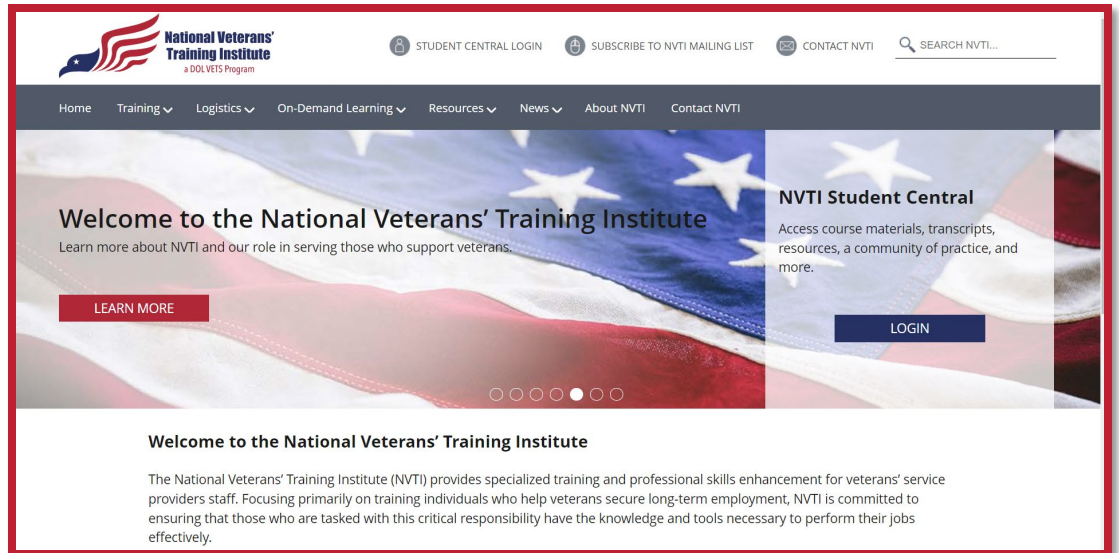 National Veterans'
Training Institute
a DOL VETS Program
STUDENT CENTRAL LOGIN
SUBSCRIBE TO NVTI MAILING LIST
CONTACT NVTI
SEARCH NVTI...
Home Training Logistics On-Demand Learning Resources News About NVTI Contact NVTI
Welcome to the National Veterans' Training Institute
Learn more about NVTI and our role in serving those who support veterans.
LEARN MORE
NVTI Student Central
Access course materials, transcripts,
resources, a community of practice, and
more.
LOGIN
Welcome to the National Veterans' Training Institute
The National Veterans' Training Institute (NVTI) provides specialized training and professional skills enhancement for veterans' service
providers staff. Focusing primarily on training individuals who help veterans secure long-term employment, NVTI is committed to
ensuring that those who are tasked with this critical responsibility have the knowledge and tools necessary to perform their jobs
effectively.